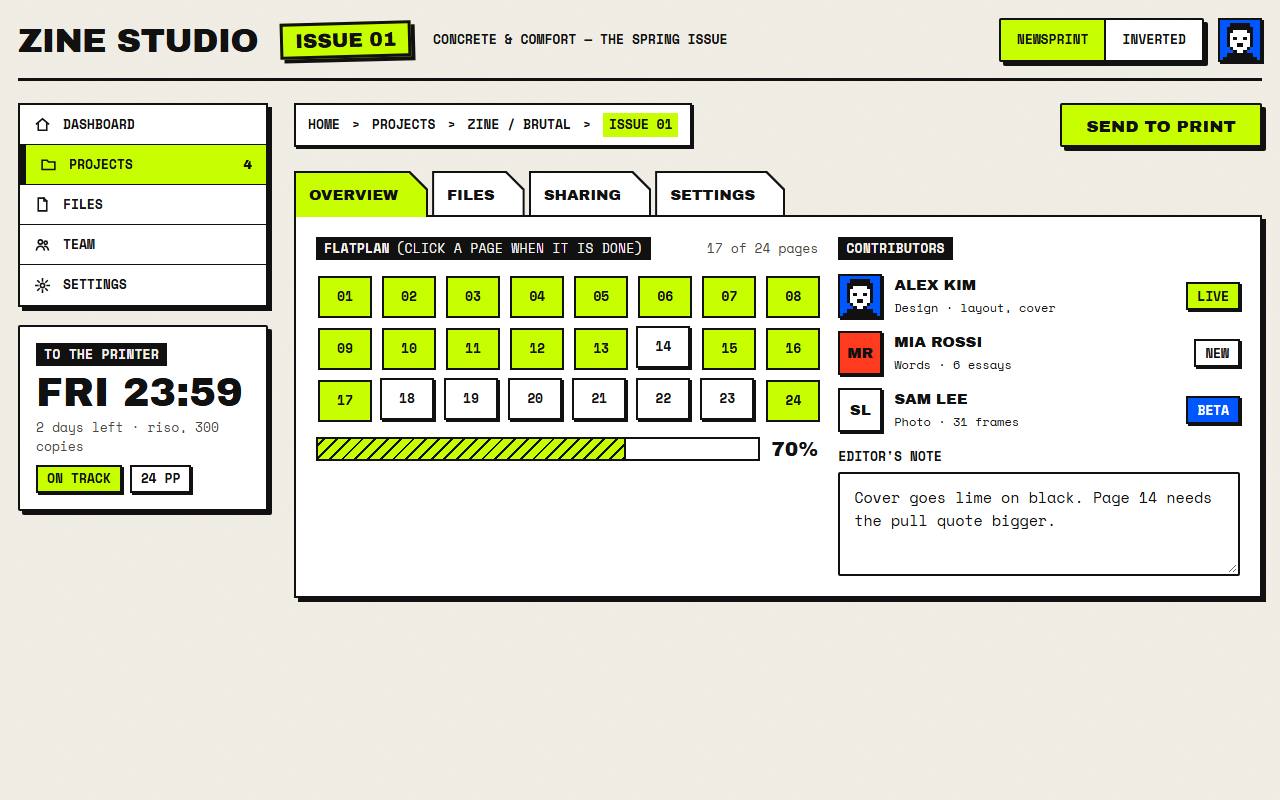 ZINE STUDIO
ISSUE 01
CONCRETE & COMFORT — THE SPRING ISSUE
NEWSPRINT
INVERTED
DASHBOARD
PROJECTS 4
FILES
TEAM
SETTINGS
TO THE PRINTER
FRI 23:59
2 days left · riso, 300
copies
ON TRACK
24 PP
HOME > PROJECTS > ZINE / BRUTAL > ISSUE 01
SEND TO PRINT
OVERVIEW
FILES
SHARING
SETTINGS
FLATPLAN (CLICK A PAGE WHEN IT IS DONE)
17 of 24 pages
01 02 03 04 05 06 07 08
09 10 11 12 13 14 15 16
17 18 19 20 21 22 23 24
70%
CONTRIBUTORS
ALEX KIM
Design · layout, cover
LIVE
MR
MIA ROSSI
Words · 6 essays
NEW
SL
SAM LEE
Photo · 31 frames
BETA
EDITOR'S NOTE
Cover goes lime on black. Page 14 needs
the pull quote bigger.